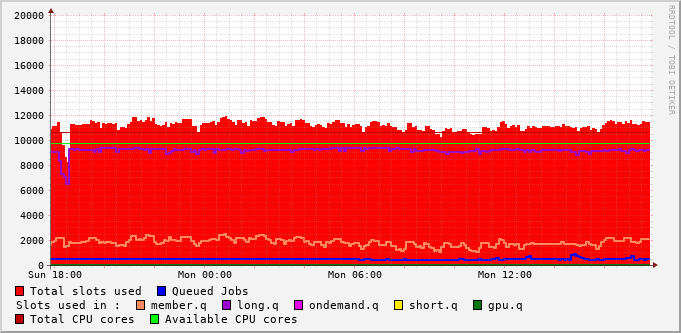 20000
18000
16000
14000
12000
10000
8000
6000
4000
2000
0
Sun 18:00 Mon 00:00 Mon 06:00 Mon 12:00
RRDTOOL / TOBI OETIKER
Total slots used Queued Jobs
Slots used in : member.q long.q ondemand.q short.q gpu.q
Total CPU cores Available CPU cores